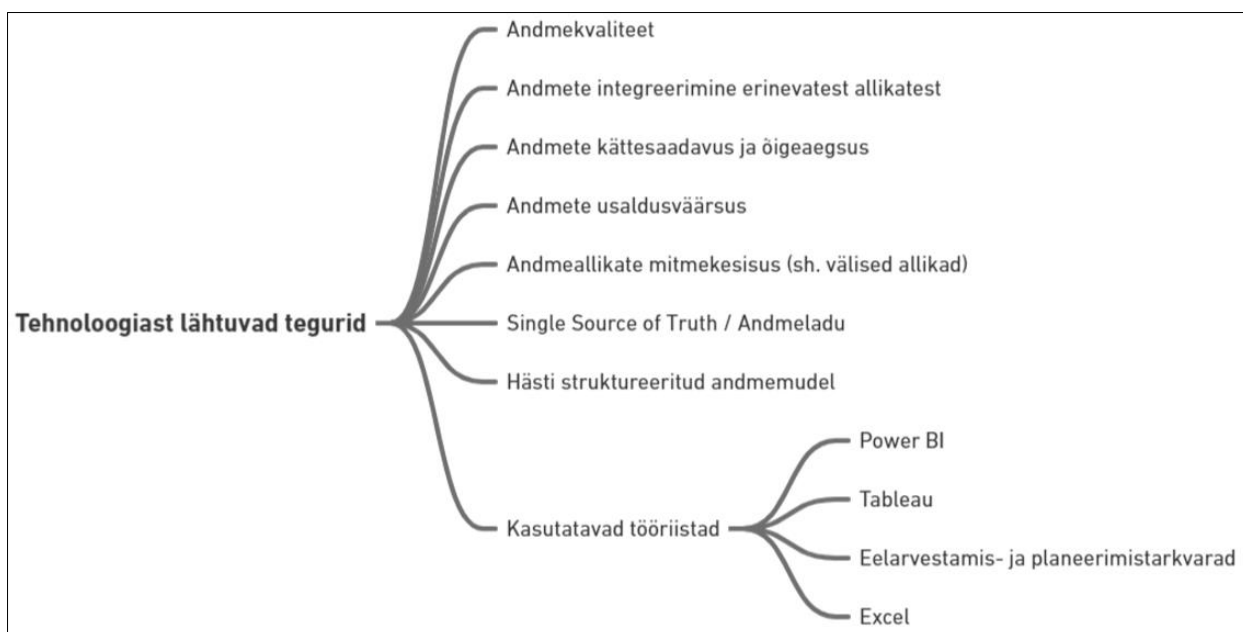 Andmekvaliteet
Andmete integreerimine erinevatest allikatest
Andmete kättesaadavus ja õigeaegsus
Andmete usaldusväärsus
Andmeallikate mitmekesisus (sh. välised allikad)
Tehnoloogiast lähtuvad tegurid
Single Source of Truth / Andmeladu
Hästi struktureeritud andmemudel
Kasutatavad tööriistad
Power BI
Tableau
Eelarvestamis- ja planeerimistarkvarad
Excel